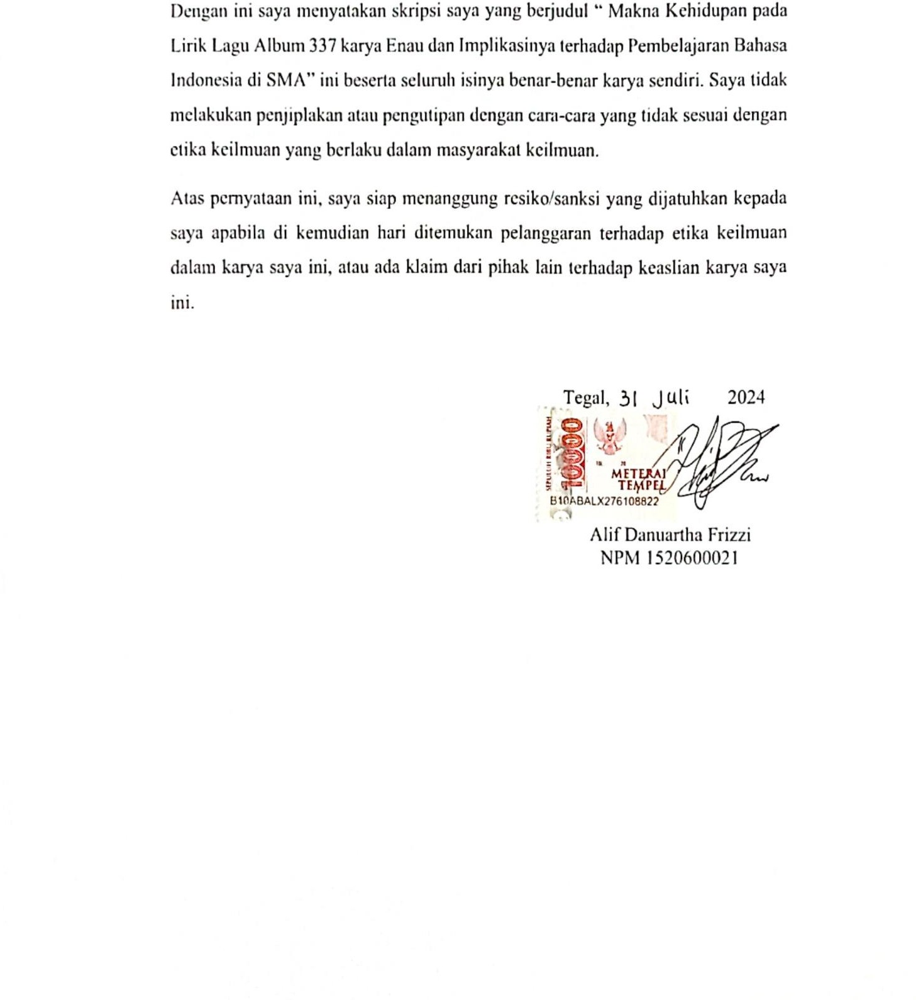 Dengan ini saya menyatakan skripsi saya yang berjudul “ Makna Kehidupan pada
Lirik Lagu Album 337 karya Enau dan Implikasinya terhadap Pembelajaran Bahasa
Indonesia di SMA” ini beserta seluruh isinya benar-benar karya sendiri. Saya tidak
melakukan penjiplakan atau pengutipan dengan cara-cara yang tidak sesuai dengan
etika keilmuan yang berlaku dalam masyarakat keilmuan.
Atas pernyataan ini, saya siap menanggung resiko/sanksi yang dijatuhkan kepada
saya apabila di kemudian hari ditemukan pelanggaran terhadap etika keilmuan
dalam karya saya ini, atau ada klaim dari pihak lain terhadap keaslian karya saya
ini.
Tegal, 31 Juli 2024
SEPULUH RIBU RUPIAH
10000
METERAI
TEMPEL
B10ABALX276108822
Alif Danuartha Frizzi
NPM 1520600021